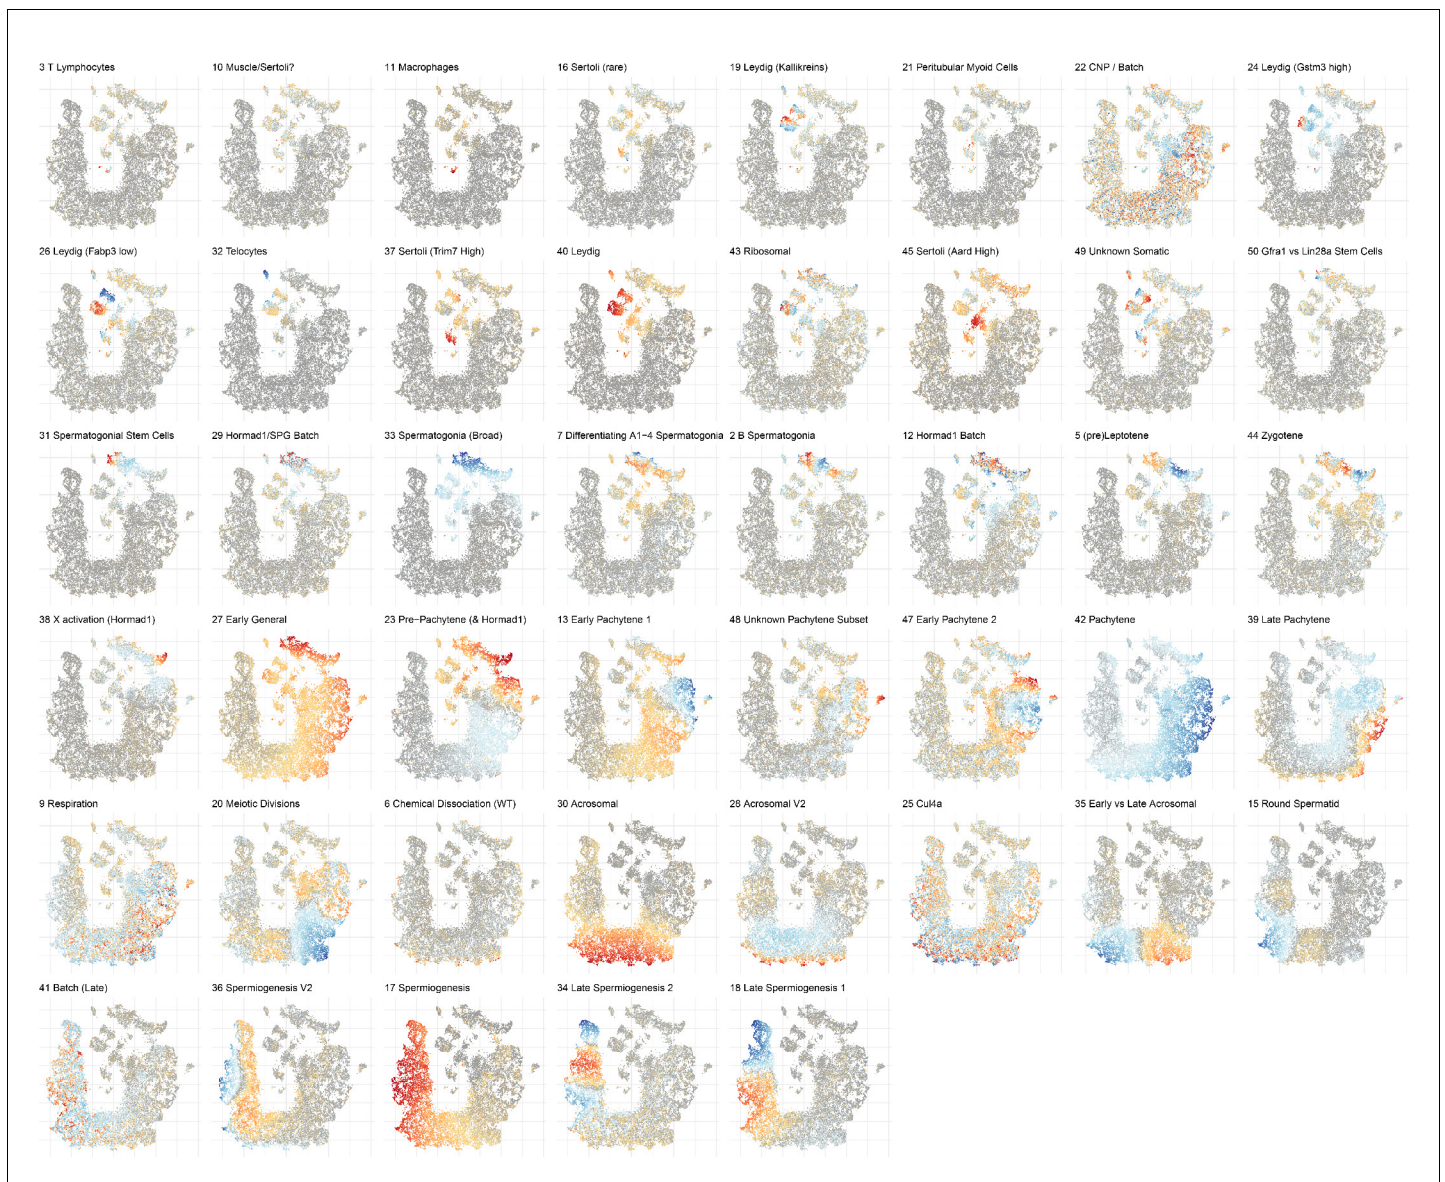 3 T Lymphocytes
10 Muscle/Sertoli?
11 Macrophages
16 Sertoli (rare)
19 Leydig (Kallikreins)
21 Peritubular Myoid Cells
22 CNP / Batch
24 Leydig (Gstm3 high)
26 Leydig (Fabp3 low)
32 Telocytes
37 Sertoli (Trim7 High)
40 Leydig
43 Ribosomal
45 Sertoli (Aard High)
49 Unknown Somatic
50 Gfra1 vs Lin28a Stem Cells
31 Spermatogonial Stem Cells
29 Hormad1/SPG Batch
33 Spermatogonia (Broad)
7 Differentiating A1−4 Spermatogonia
2 B Spermatogonia
12 Hormad1 Batch
5 (pre)Leptotene
44 Zygotene
38 X activation (Hormad1)
27 Early General
23 Pre−Pachytene (& Hormad1)
13 Early Pachytene 1
48 Unknown Pachytene Subset
47 Early Pachytene 2
42 Pachytene
39 Late Pachytene
9 Respiration
20 Meiotic Divisions
6 Chemical Dissociation (WT)
30 Acrosomal
28 Acrosomal V2
25 Cul4a
35 Early vs Late Acrosomal
15 Round Spermatid
41 Batch (Late)
36 Spermiogenesis V2
17 Spermiogenesis
34 Late Spermiogenesis 2
18 Late Spermiogenesis 1